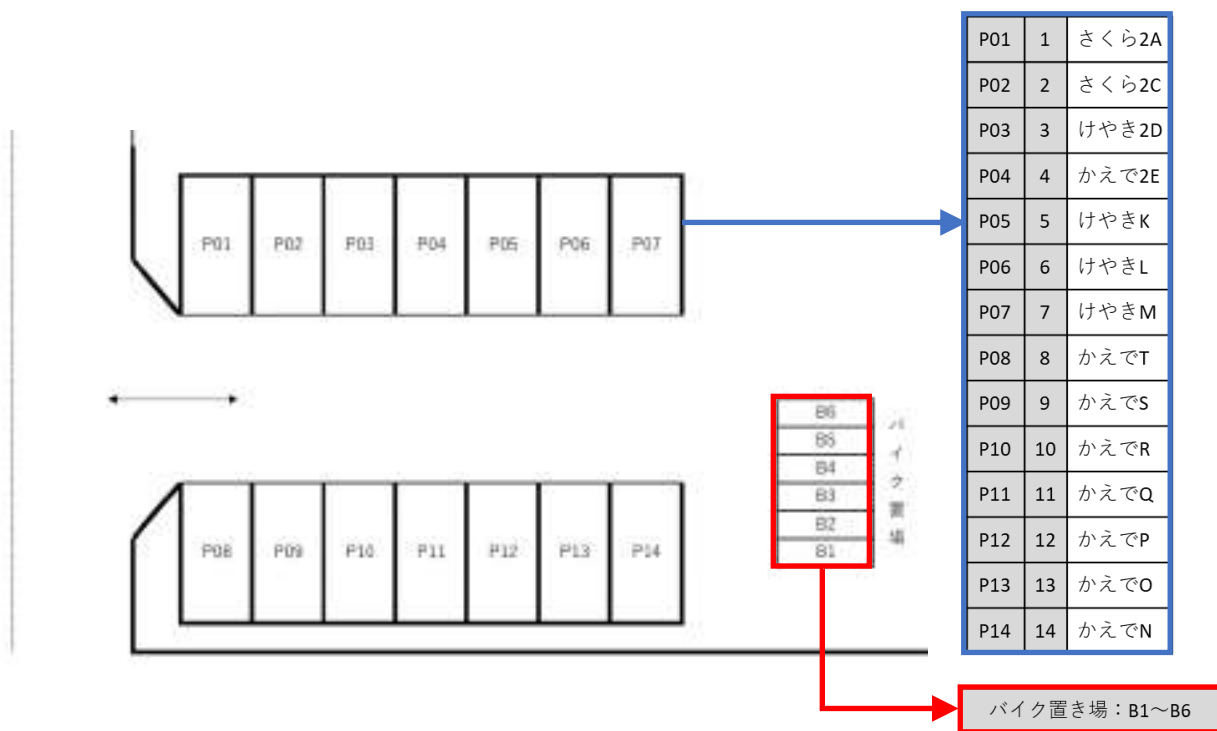 P01 P02 P03 P04 P05 P06 P07
P08 P09 P10 P11 P12 P13 P14
B6
B5
B4
B3
B2
B1
バイク置場
P01 1 さくら2A
P02 2 さくら2C
P03 3 けやき2D
P04 4 かえで2E
P05 5 けやきK
P06 6 けやきL
P07 7 けやきM
P08 8 かえでT
P09 9 かえでS
P10 10 かえでR
P11 11 かえでQ
P12 12 かえでP
P13 13 かえでO
P14 14 かえでN
バイク置き場：B1～B6